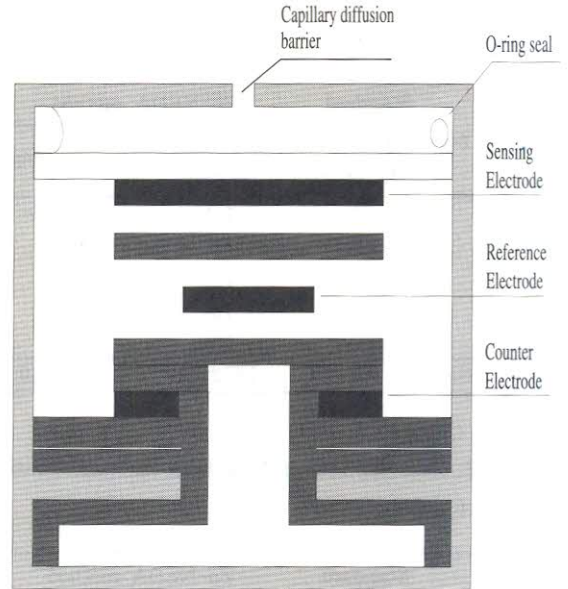 Capillary diffusion
barrier
O-ring seal
Sensing
Electrode
Reference
Electrode
Counter
Electrode